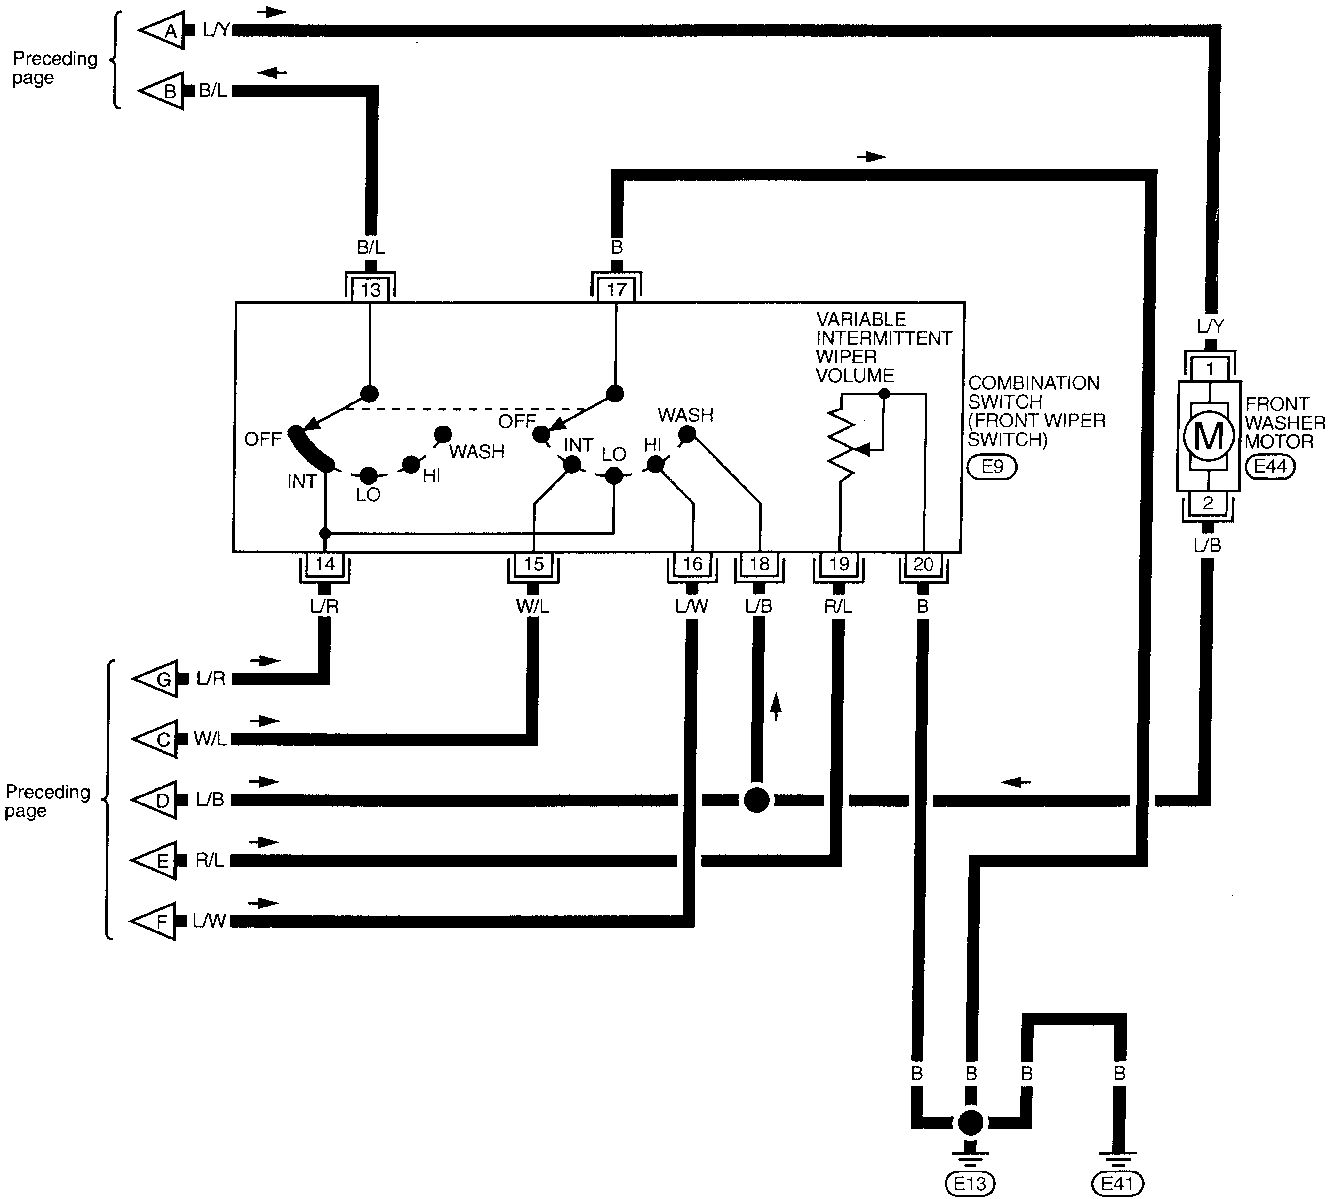 A L/Y
Preceding
page
B B/L
B/L
B
13
17
L/Y
1
VARIABLE
INTERMITTENT
WIPER
VOLUME
COMBINATION
SWITCH
(FRONT WIPER
SWITCH)
E9
FRONT
WASHER
MOTOR
E44
M
OFF
INT
LO
HI
WASH
OFF
INT
LO
HI
WASH
2
L/B
14
15
16
18
19
20
L/R
W/L
L/W
L/B
R/L
B
G L/R
C W/L
Preceding
page
D L/B
E R/L
F L/W
B
B
B
B
E13
E41